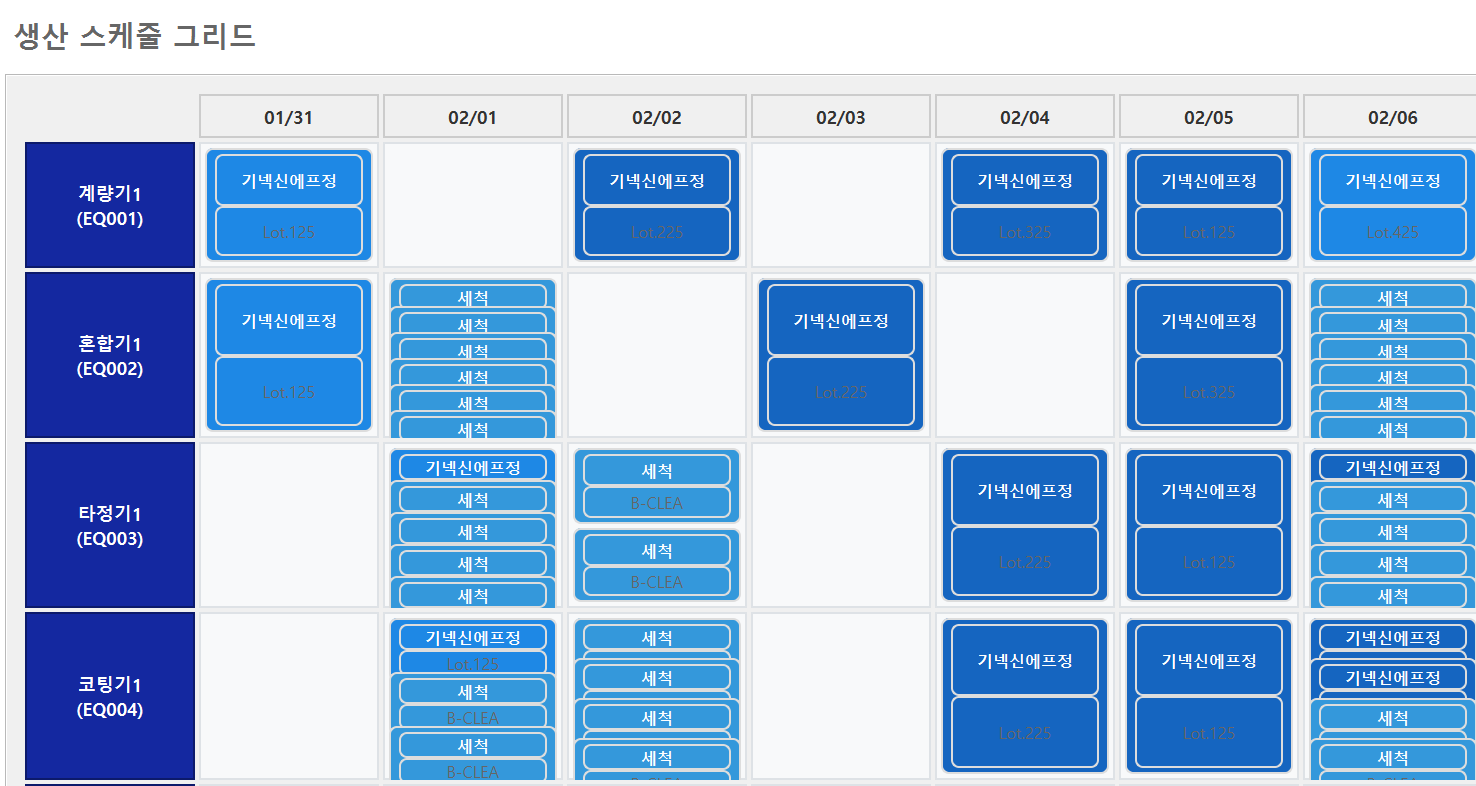 생산 스케줄 그리드
01/31 02/01 02/02 02/03 02/04 02/05 02/06
계량기1
(EQ001)
기넥신에프정 기넥신에프정 기넥신에프정 기넥신에프정 기넥신에프정
Lot.125 Lot.225 Lot.325 Lot.125 Lot.425
혼합기1
(EQ002)
세척 세척
기넥신에프정 기넥신에프정 기넥신에프정
세척 세척
세척 세척
세척 세척
Lot.125 Lot.225 Lot.325
세척 세척
세척 세척
타정기1
(EQ003)
기넥신에프정 세척 기넥신에프정
기넥신에프정 기넥신에프정
세척 B-CLEA 세척
세척 세척
세척 세척 세척
Lot.225 Lot.125
세척 B-CLEA 세척
코팅기1
(EQ004)
기넥신에프정 세척 기넥신에프정
Lot.125 기넥신에프정 기넥신에프정
세척 세척 기넥신에프정
B-CLEA 세척 세척
Lot.225 Lot.125
세척 세척 세척
B-CLEA B-CLEA B-CLEA